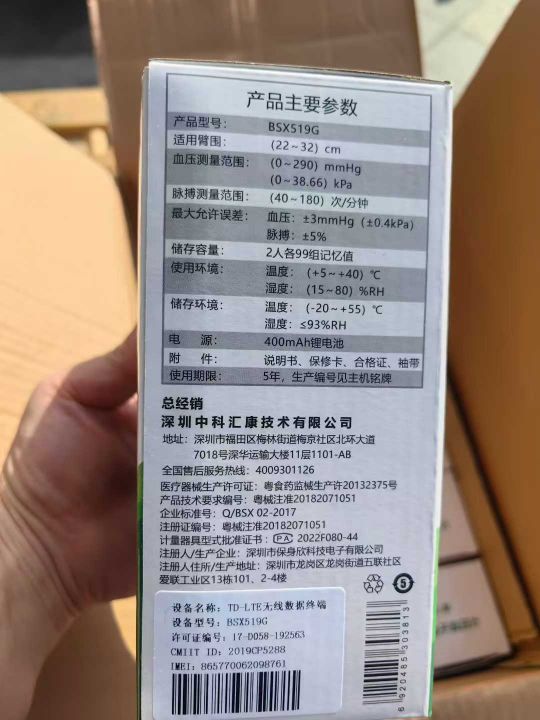 产品主要参数
产品型号： BSX519G
适用臂围： (22~32) cm
血压测量范围： (0~290) mmHg
(0~38.66) kPa
脉搏测量范围： (40~180) 次/分钟
最大允许误差： 血压：±3mmHg (±0.4kPa)
脉搏：±5%
储存容量： 2人各99组记忆值
使用环境： 温度： (+5~+40) ℃
湿度： (15~80) %RH
储存环境： 温度： (-20~+55) ℃
湿度：≤93%RH
电 源： 400mAh锂电池
附 件： 说明书、保修卡、合格证、袖带
使用期限： 5年，生产编号见主机铭牌
总经销
深圳中科汇康技术有限公司
地址：深圳市福田区梅林街道梅京社区北环大道
7018号深华运输大楼11层1101-AB
全国售后服务热线：4009301126
医疗器械生产许可证：粤食药监械生产许20132375号
产品技术要求编号：粤械注准20182071051
企业标准号：Q/BSX 02-2017
注册证编号：粤械注准20182071051
计量器具型式批准证书：PA 2022F080-44
注册人/生产企业：深圳市保身欣科技电子有限公司
注册人住所/生产地址：深圳市龙岗区龙岗街道五联社区
爱联工业区13栋101、2-4楼
5
设备名称：TD-LTE无线数据终端
设备型号：BSX519G
许可证编号：17-D058-192563
CMIIT ID：2019CP5288
IMEI：865770062098761
6 920485 303813